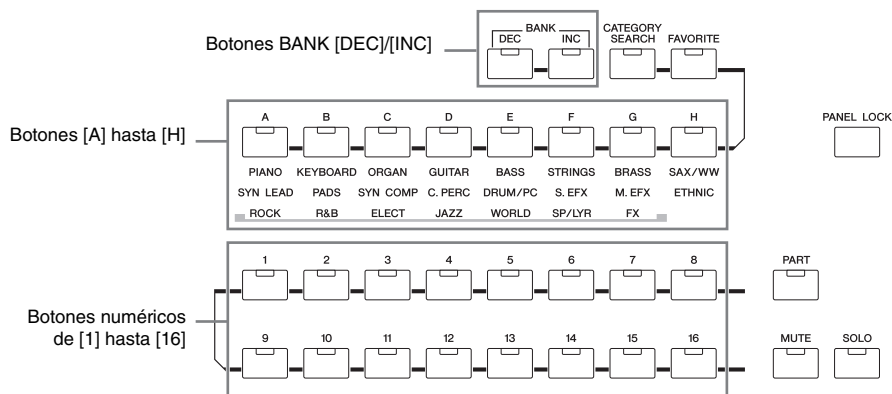 Botones BANK [DEC]/[INC]
BANK
DEC INC
CATEGORY
SEARCH
FAVORITE
Botones [A] hasta [H]
A B C D E F G H
PANEL LOCK
PIANO KEYBOARD ORGAN GUITAR BASS STRINGS BRASS SAX/WW
SYN LEAD PADS SYN COMP C. PERC DRUM/PC S. EFX M. EFX ETHNIC
ROCK R&B ELECT JAZZ WORLD SP/LYR FX
1 2 3 4 5 6 7 8
PART
Botones numéricos
de [1] hasta [16]
9 10 11 12 13 14 15 16
MUTE SOLO